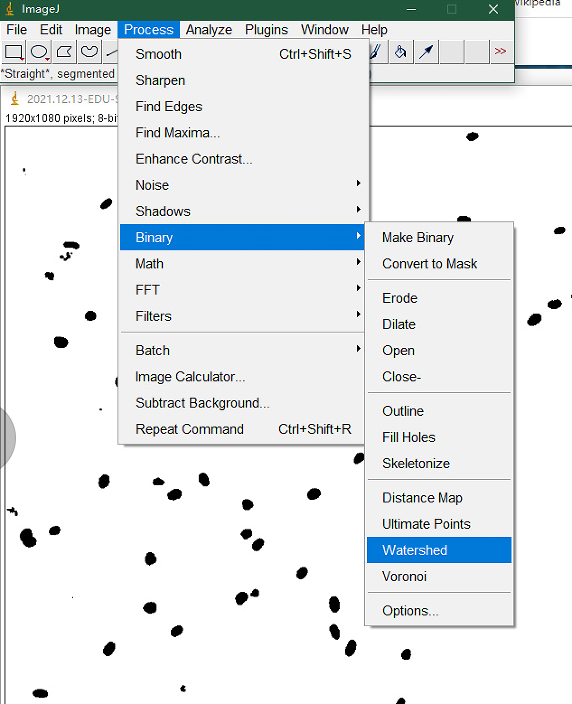 ImageJ
wikipedia
File Edit Image Process Analyze Plugins Window Help
>>
*Straight*, segmented
2021.12.13-EDU-S
1920x1080 pixels; 8-bit
Smooth Ctrl+Shift+S
Sharpen
Find Edges
Find Maxima...
Enhance Contrast...
Noise
Shadows
Binary
Math
FFT
Filters
Batch
Image Calculator...
Subtract Background...
Repeat Command Ctrl+Shift+R
Make Binary
Convert to Mask
Erode
Dilate
Open
Close-
Outline
Fill Holes
Skeletonize
Distance Map
Ultimate Points
Watershed
Voronoi
Options...